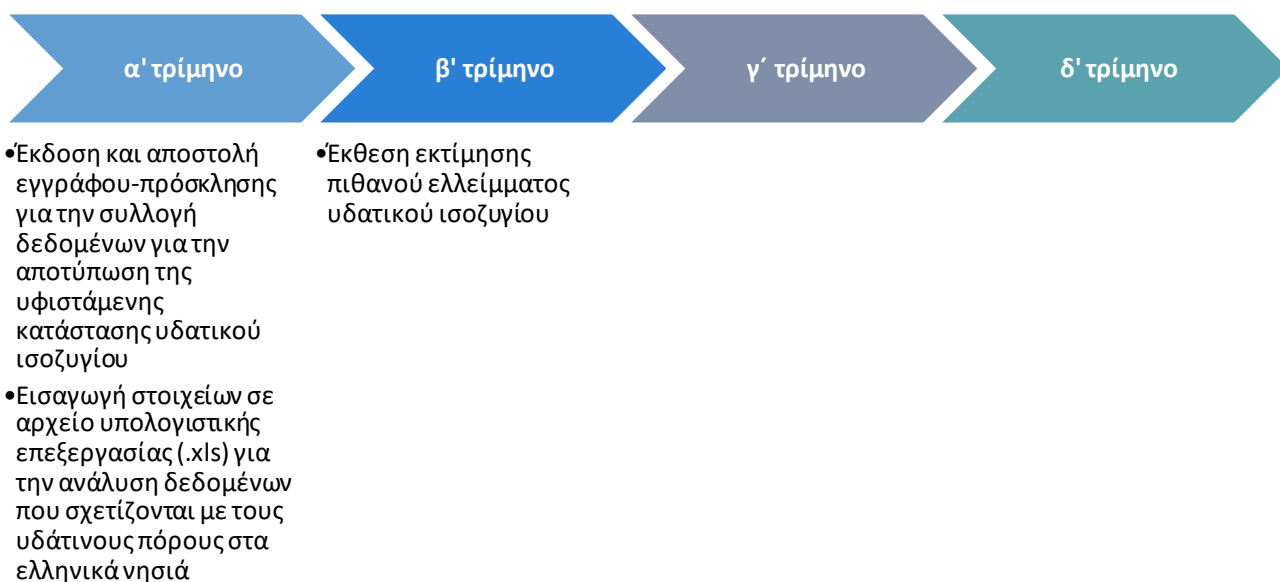 α' τρίμηνο
β' τρίμηνο
γ΄ τρίμηνο
δ' τρίμηνο
•Έκδοση και αποστολή
εγγράφου-πρόσκλησης
για την συλλογή
δεδομένων για την
αποτύπωση της
υφιστάμενης
κατάστασης υδατικού
ισοζυγίου
•Εισαγωγή στοιχείων σε
αρχείο υπολογιστικής
επεξεργασίας (.xls) για
την ανάλυση δεδομένων
που σχετίζονται με τους
υδάτινους πόρους στα
ελληνικά νησιά
•Έκθεση εκτίμησης
πιθανού ελλείμματος
υδατικού ισοζυγίου